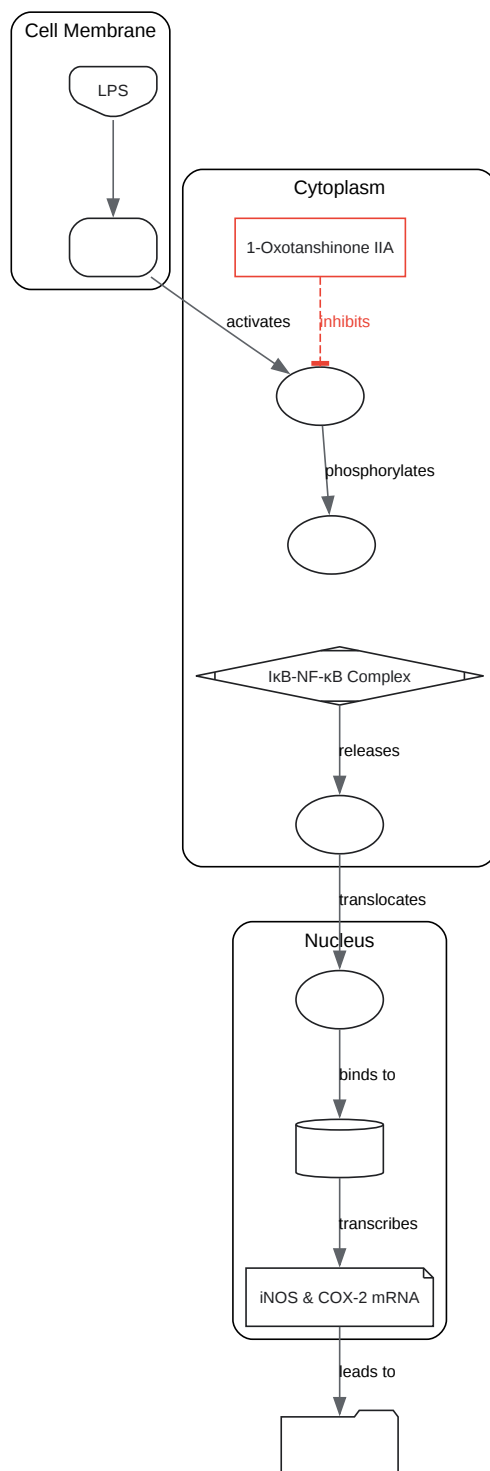 Cell Membrane
LPS
Cytoplasm
1-Oxotanshinone IIA
activates
inhibits
phosphorylates
IκB-NF-κB Complex
releases
translocates
Nucleus
binds to
transcribes
iNOS & COX-2 mRNA
leads to